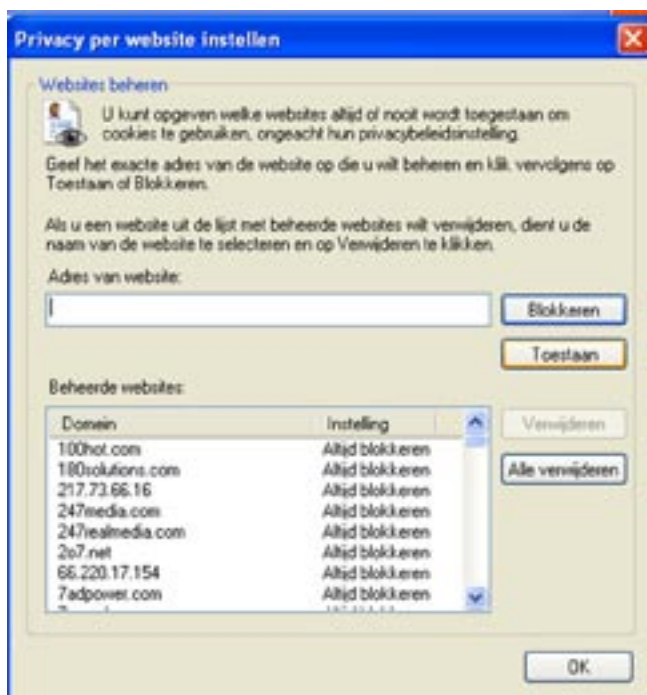 Privacy per website instellen
Websites beheren
U kunt opgeven welke websites altijd of nooit wordt toegestaan om
cookies te gebruiken, ongeacht hun privacybeleidsinstelling.
Geef het exacte adres van de website op die u wilt beheren en klik vervolgens op
Toestaan of Blokkeren.
Als u een website uit de lijst met beheerde websites wilt verwijderen, dient u de
naam van de website te selecteren en op Verwijderen te klikken.
Adres van website:
Blokkeren
Toestaan
Beheerde websites:
Domein Instelling
Verwijderen
100hot.com Altijd blokkeren
180solutions.com Altijd blokkeren
Alle verwijderen
217.73.66.16 Altijd blokkeren
247media.com Altijd blokkeren
247realmedia.com Altijd blokkeren
2o7.net Altijd blokkeren
66.220.17.154 Altijd blokkeren
7adpower.com Altijd blokkeren
OK